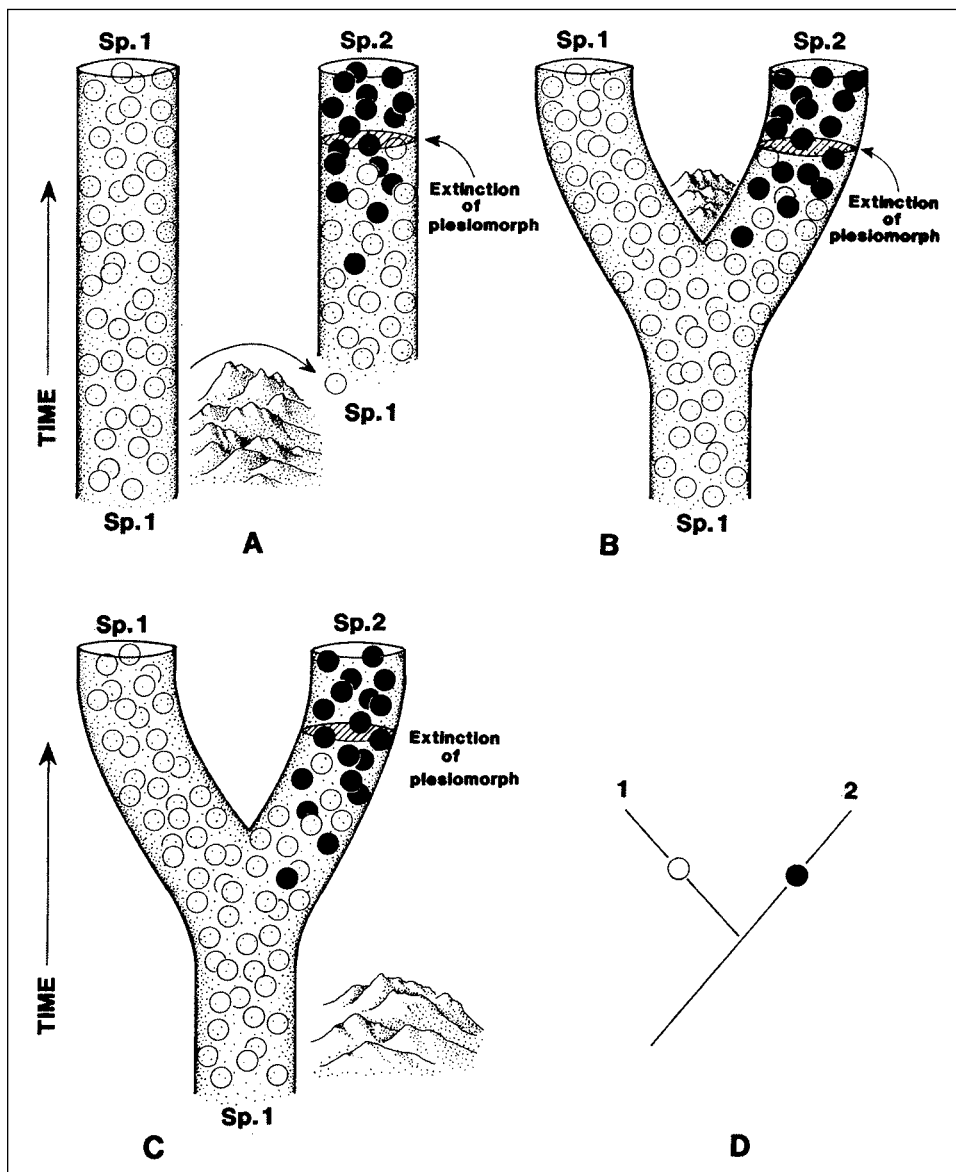 Sp.1
Sp.2
Extinction
of
plesiomorph
TIME
Sp.1
Sp.1
A
Sp.1
Sp.2
Extinction
of
plesiomorph
Sp.1
B
Sp.1
Sp.2
Extinction
of
plesiomorph
TIME
Sp.1
C
1
2
D